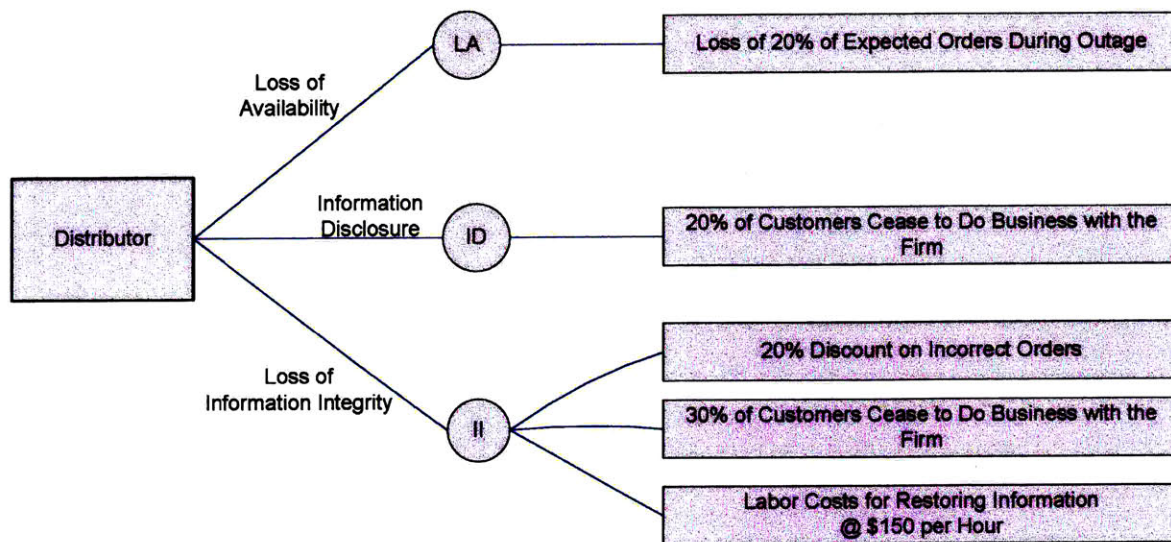 LA
Loss of 20% of Expected Orders During Outage
Loss of
Availability
Distributor
Information
Disclosure
ID
20% of Customers Cease to Do Business with the
Firm
20% Discount on Incorrect Orders
Loss of
Information Integrity
II
30% of Customers Cease to Do Business with the
Firm
Labor Costs for Restoring Information
@ $150 per Hour